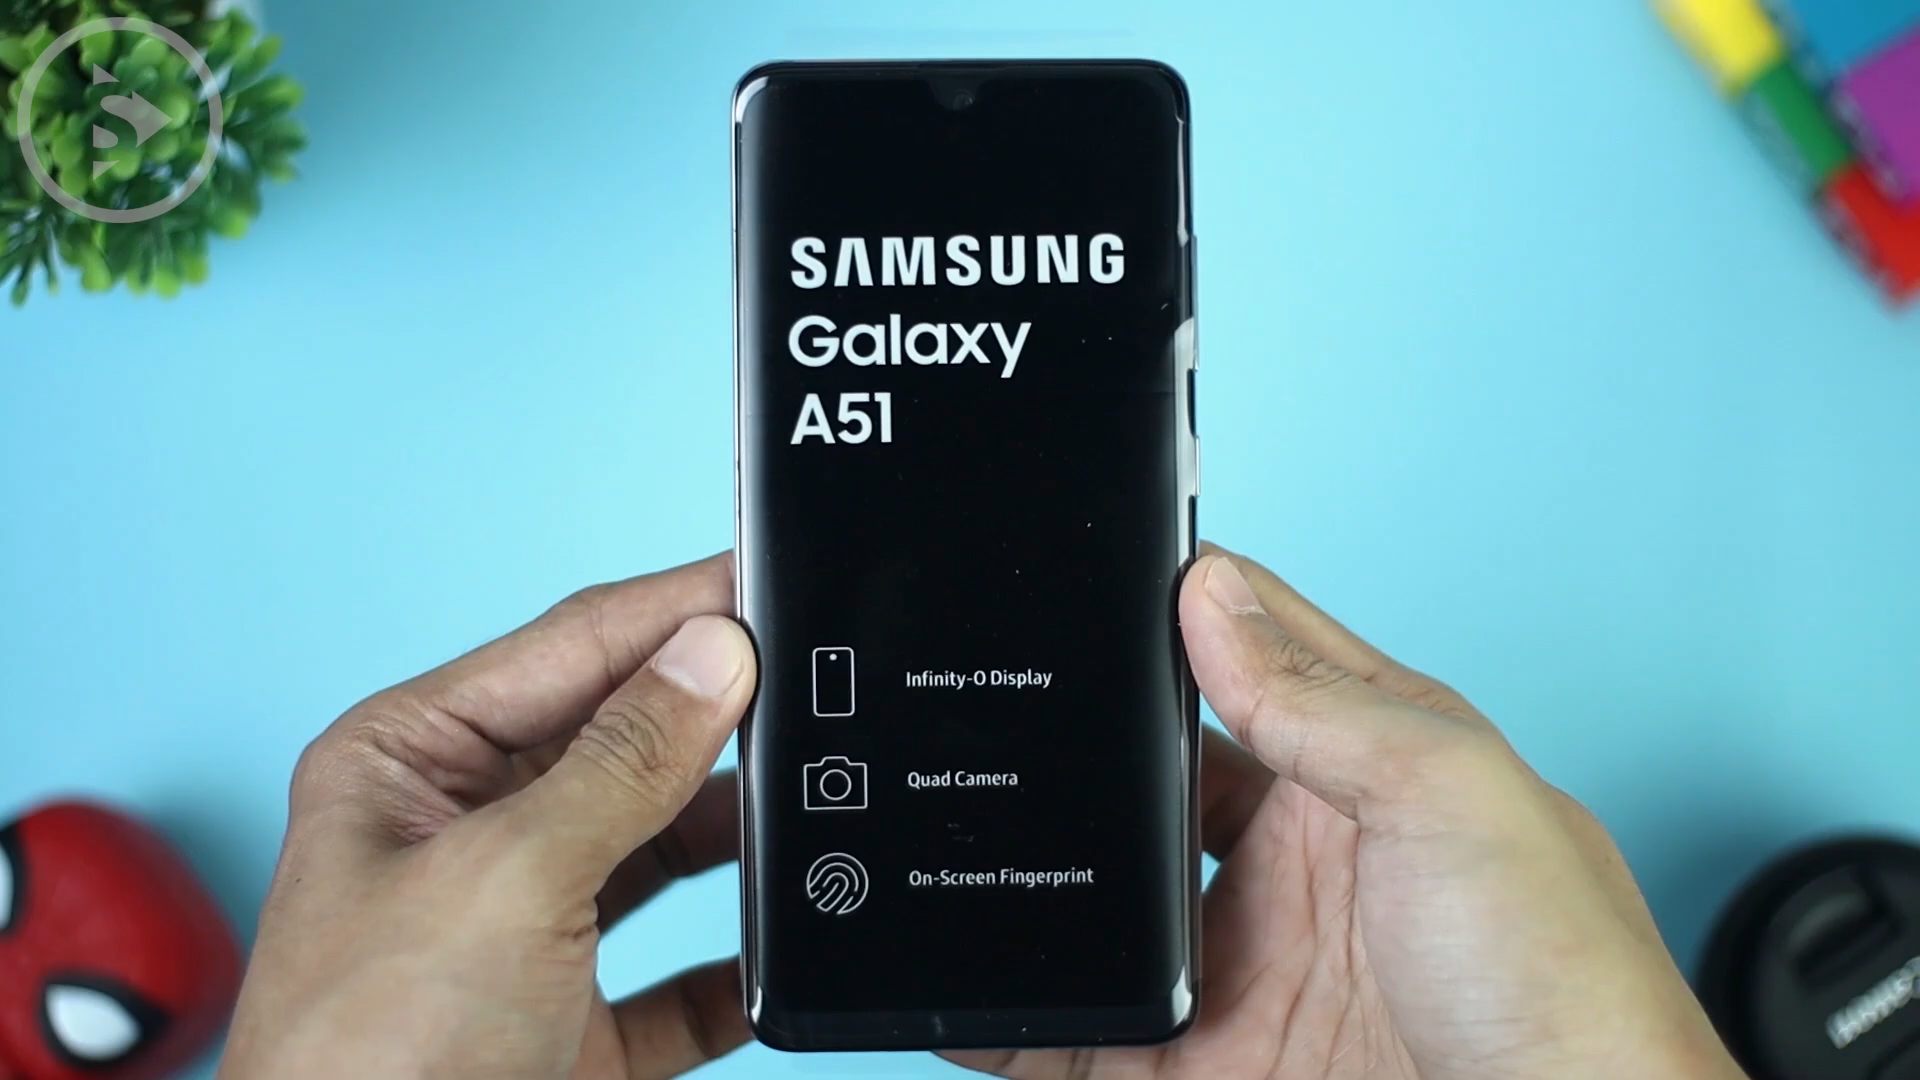 SAMSUNG
Galaxy
A51
Infinity-O Display
Quad Camera
On-Screen Fingerprint